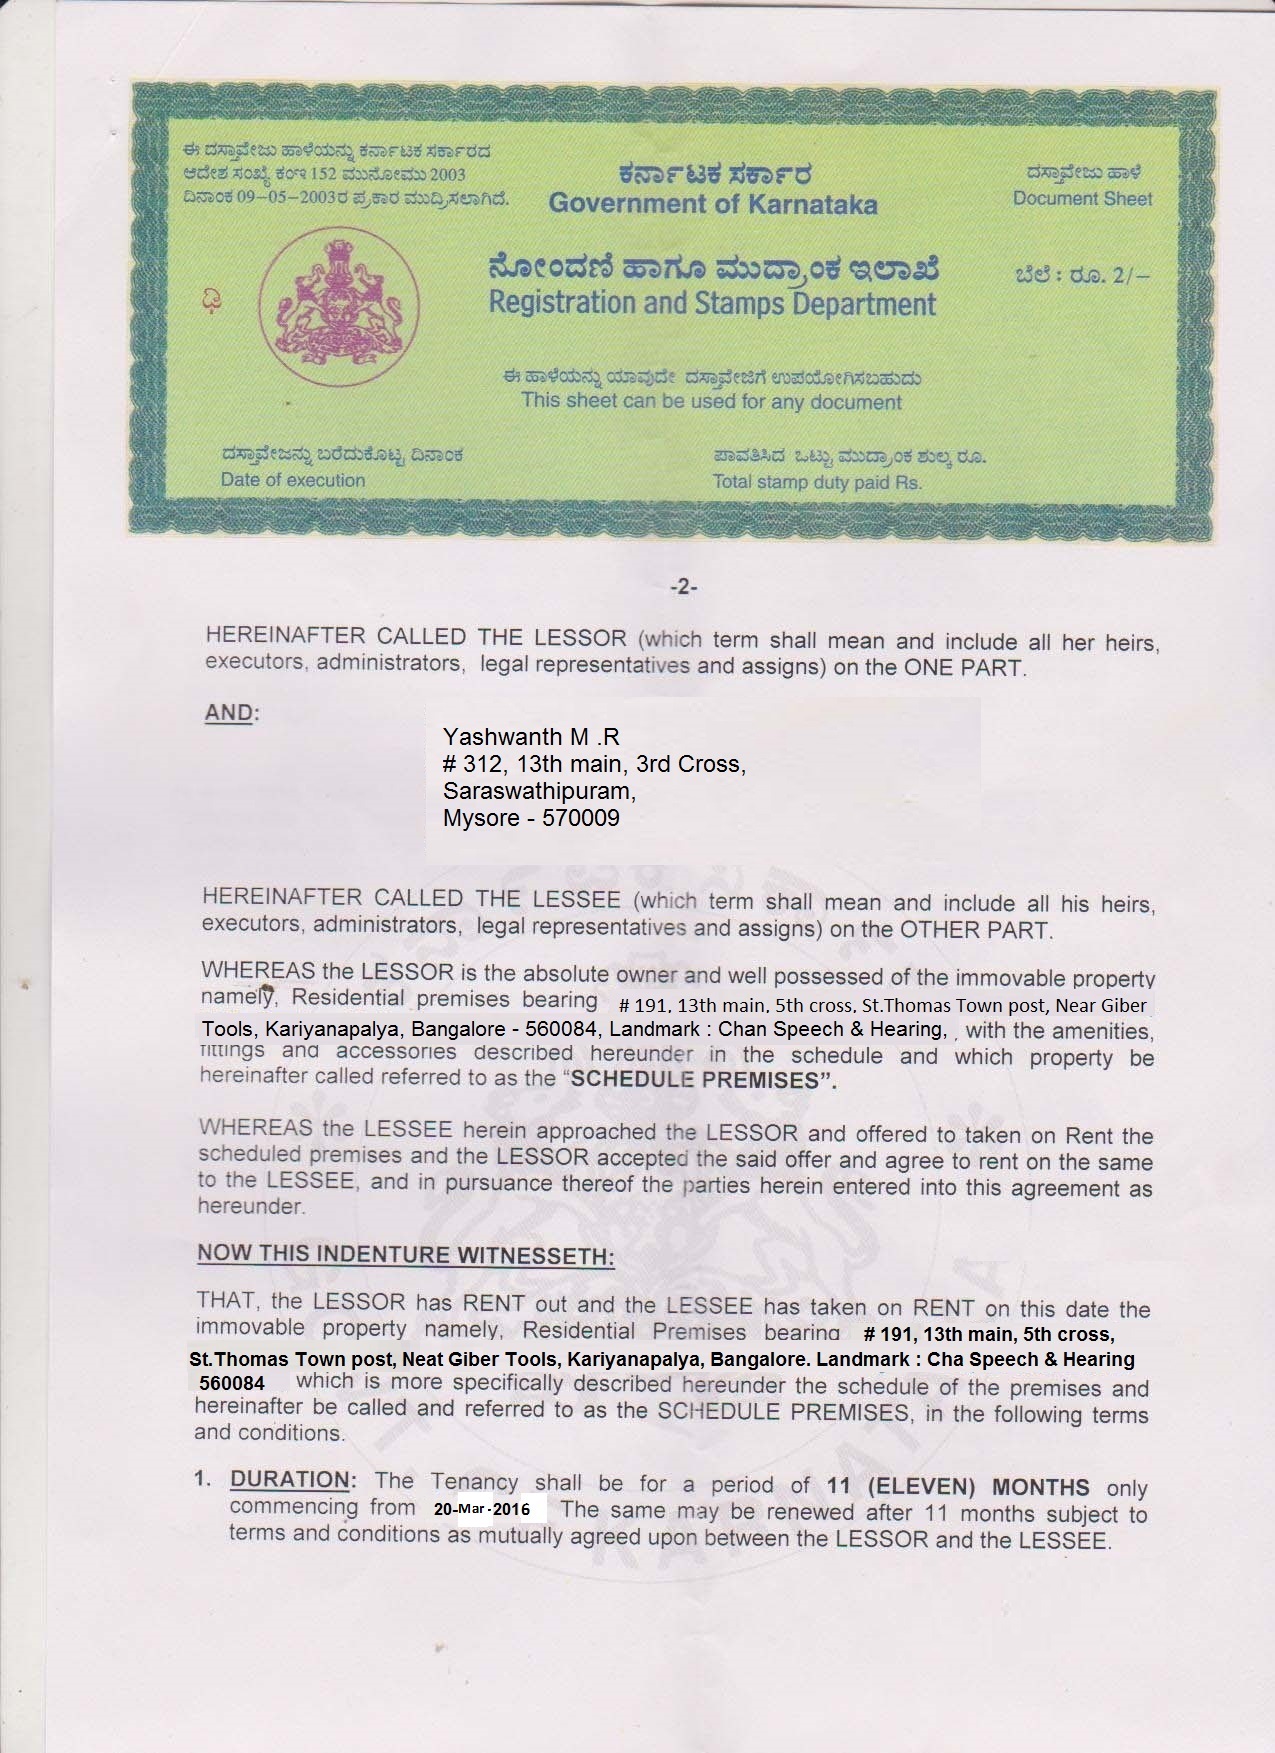 ಈ ದಸ್ತಾವೇಜು ಹಾಳೆಯನ್ನು ಕರ್ನಾಟಕ ಸರ್ಕಾರದ
ಆದೇಶ ಸಂಖ್ಯೆ ಕಂಇ 152 ಮುನೋಮು 2003
ದಿನಾಂಕ 09-05-2003ರ ಪ್ರಕಾರ ಮುದ್ರಿಸಲಾಗಿದೆ.
ಕರ್ನಾಟಕ ಸರ್ಕಾರ
Government of Karnataka
ದಸ್ತಾವೇಜು ಹಾಳೆ
Document Sheet
ನೋಂದಣಿ ಹಾಗೂ ಮುದ್ರಾಂಕ ಇಲಾಖೆ
Registration and Stamps Department
ಬೆಲೆ : ರೂ. 2/-
ಈ ಹಾಳೆಯನ್ನು ಯಾವುದೇ ದಸ್ತಾವೇಜಿಗೆ ಉಪಯೋಗಿಸಬಹುದು
This sheet can be used for any document
ದಸ್ತಾವೇಜನ್ನು ಬರೆದುಕೊಟ್ಟ ದಿನಾಂಕ
Date of execution
ಪಾವತಿಸಿದ ಒಟ್ಟು ಮುದ್ರಾಂಕ ಶುಲ್ಕ ರೂ.
Total stamp duty paid Rs.
-2-
HEREINAFTER CALLED THE LESSOR (which term shall mean and include all her heirs,
executors, administrators, legal representatives and assigns) on the ONE PART.
AND:
Yashwanth M .R
# 312, 13th main, 3rd Cross,
Saraswathipuram,
Mysore - 570009
HEREINAFTER CALLED THE LESSEE (which term shall mean and include all his heirs,
executors, administrators, legal representatives and assigns) on the OTHER PART.
WHEREAS the LESSOR is the absolute owner and well possessed of the immovable property
namely, Residential premises bearing # 191, 13th main, 5th cross, St.Thomas Town post, Near Giber
Tools, Kariyanapalya, Bangalore - 560084, Landmark : Chan Speech & Hearing, , with the amenities,
fittings and accessories described hereunder in the schedule and which property be
hereinafter called referred to as the “SCHEDULE PREMISES”.
WHEREAS the LESSEE herein approached the LESSOR and offered to taken on Rent the
scheduled premises and the LESSOR accepted the said offer and agree to rent on the same
to the LESSEE, and in pursuance thereof the parties herein entered into this agreement as
hereunder.
NOW THIS INDENTURE WITNESSETH:
THAT, the LESSOR has RENT out and the LESSEE has taken on RENT on this date the
immovable property namely, Residential Premises bearing # 191, 13th main, 5th cross,
St.Thomas Town post, Neat Giber Tools, Kariyanapalya, Bangalore. Landmark : Cha Speech & Hearing
560084 which is more specifically described hereunder the schedule of the premises and
hereinafter be called and referred to as the SCHEDULE PREMISES, in the following terms
and conditions.
1. DURATION: The Tenancy shall be for a period of 11 (ELEVEN) MONTHS only
commencing from 20-Mar-2016 The same may be renewed after 11 months subject to
terms and conditions as mutually agreed upon between the LESSOR and the LESSEE.